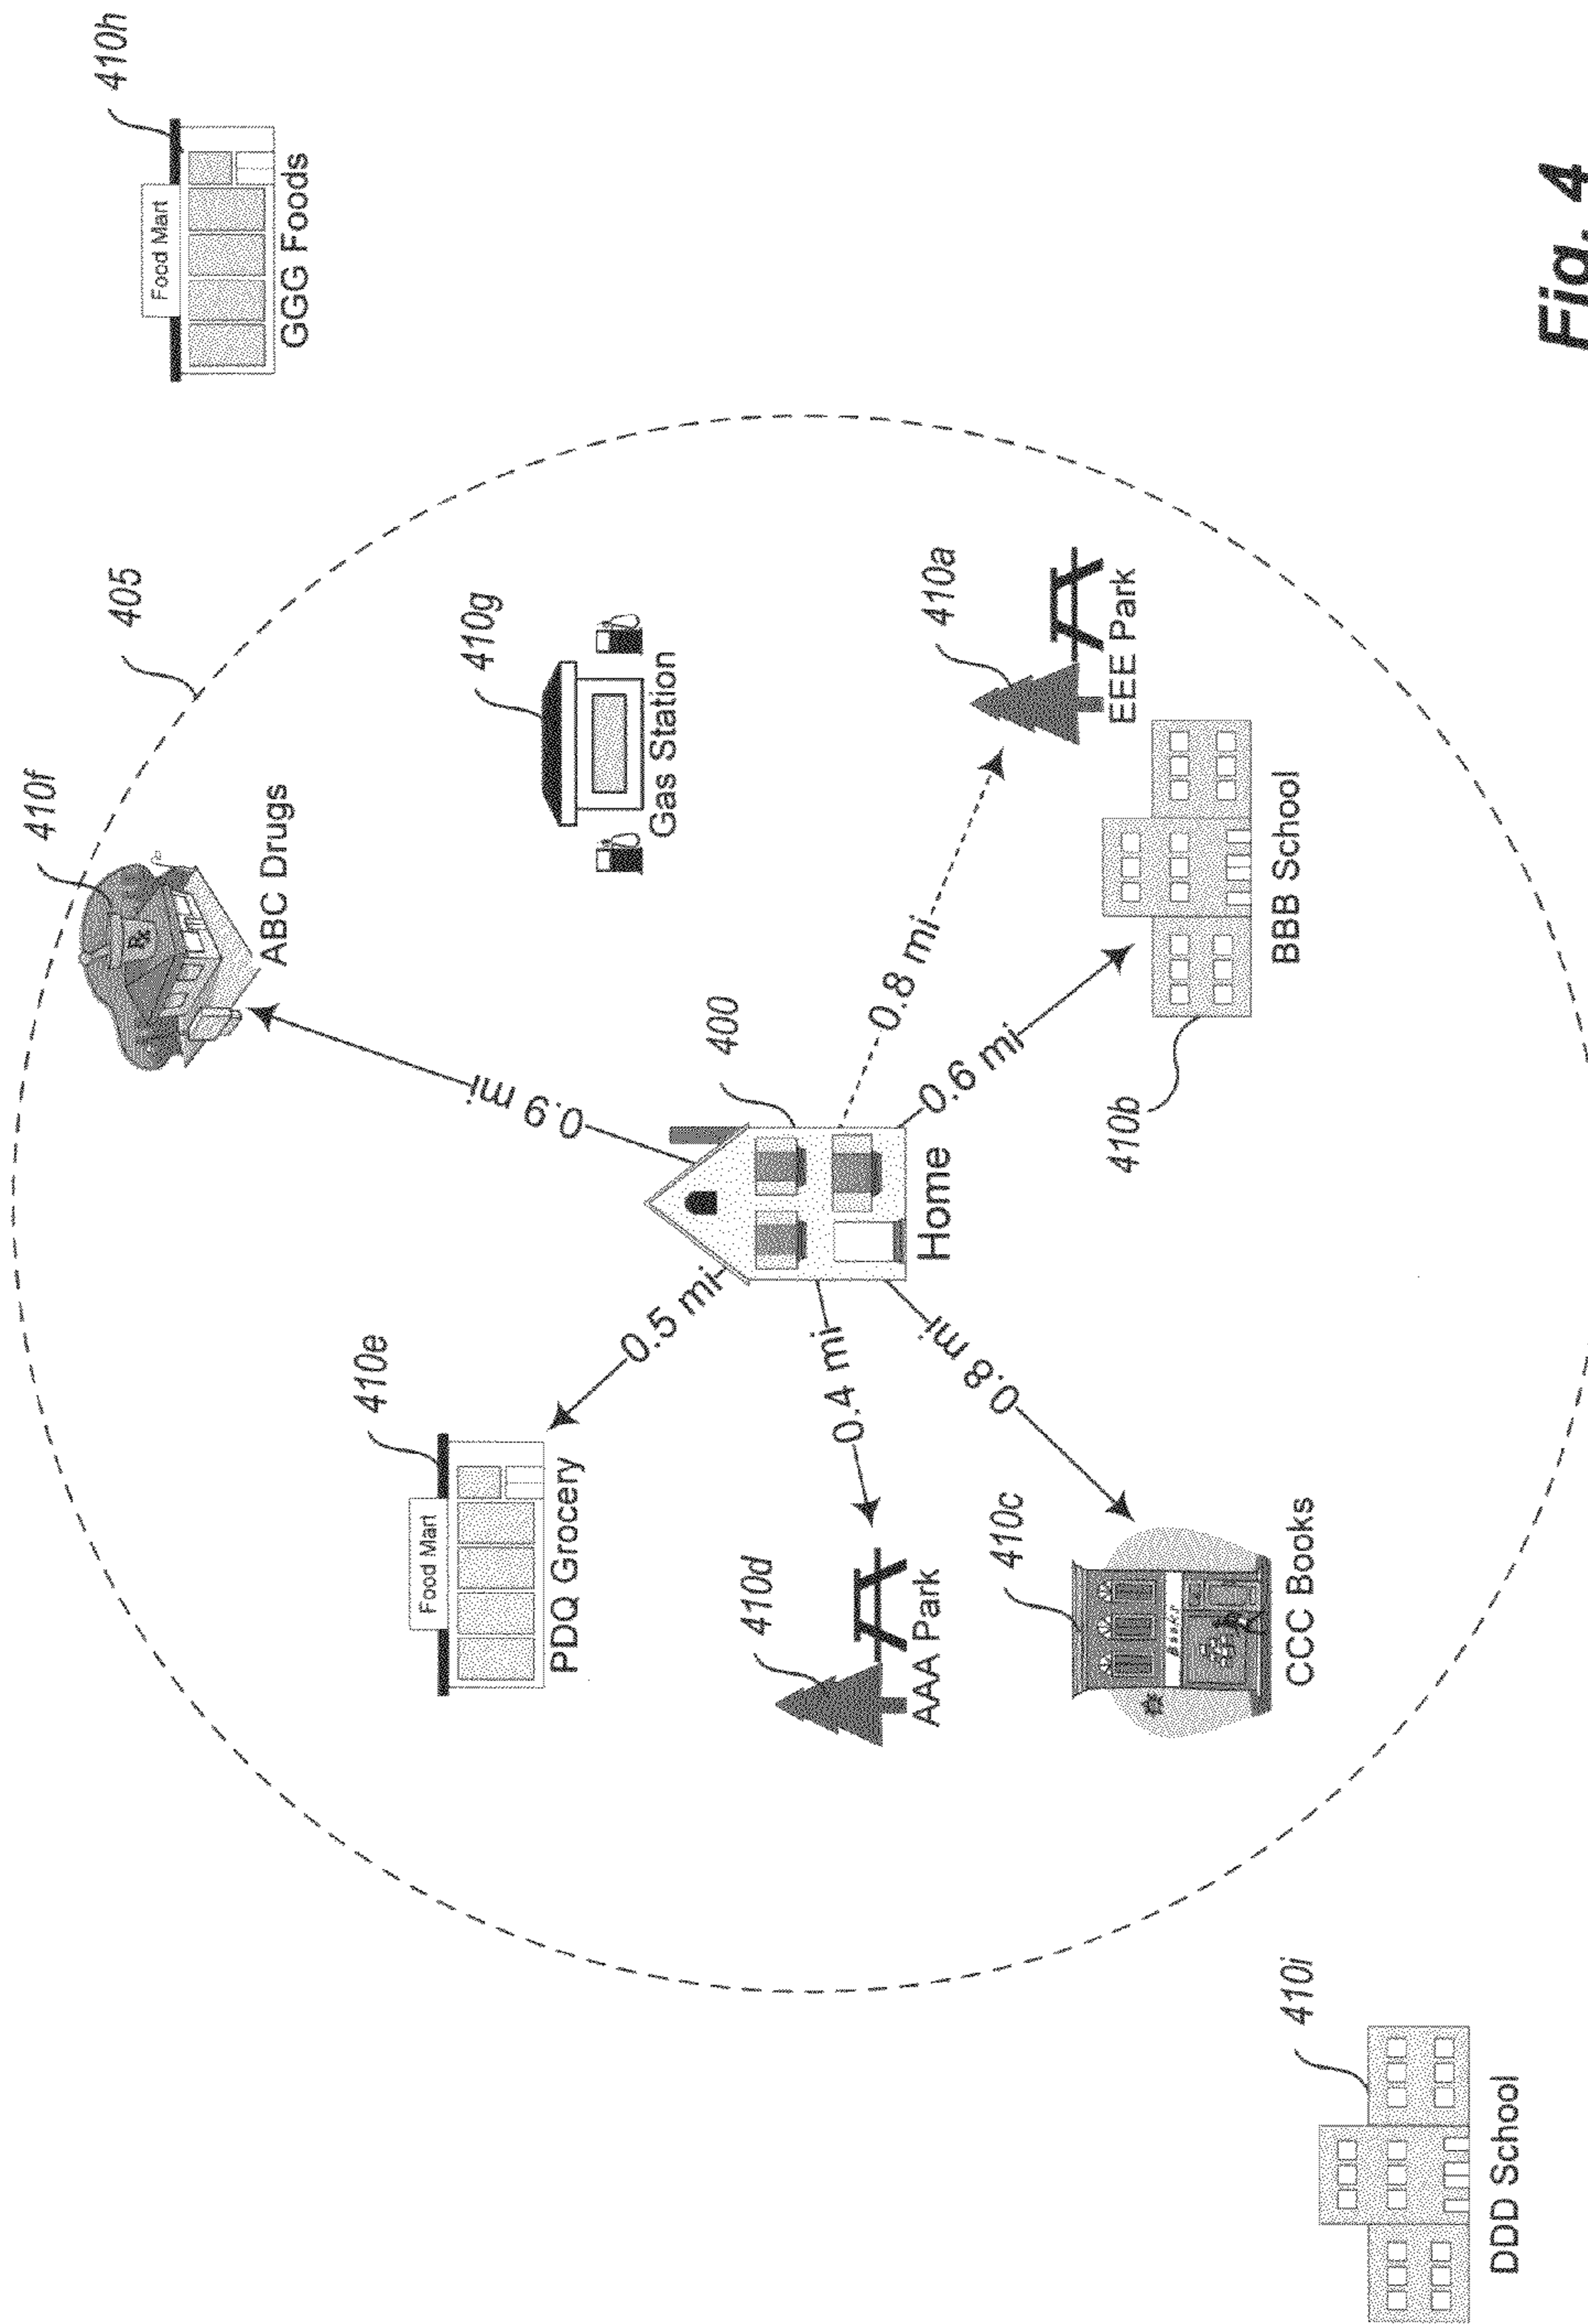 410h
Food Mart
GGG Foods
405
410f
ABC Drugs
410g
Gas Station
0.9 mi
410e
Food Mart
PDQ Grocery
0.5 mi
400
Home
0.4 mi
410d
AAA Park
0.8 mi
410a
EEE Park
0.6 mi
410b
BBB School
0.8 mi
410c
Books
CCC Books
410i
DDD School
Fig. 4
Rx